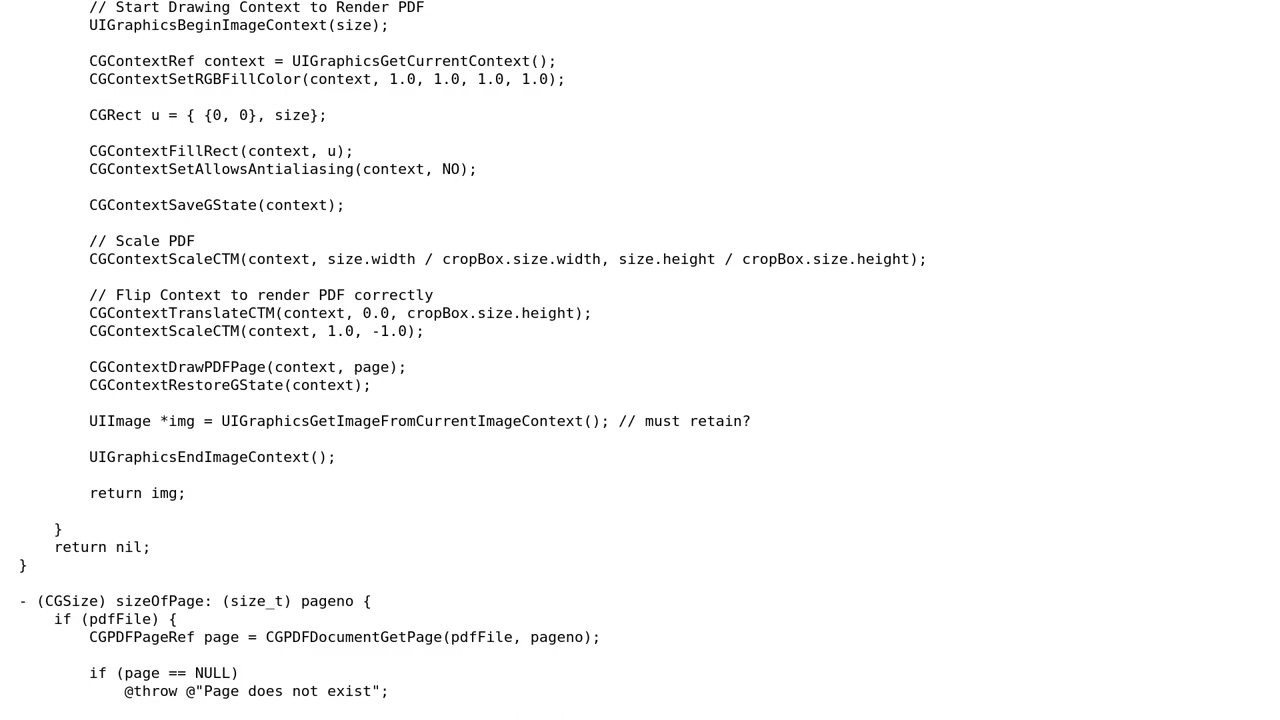 // Start Drawing Context to Render PDF
UIGraphicsBeginImageContext(size);
CGContextRef context = UIGraphicsGetCurrentContext();
CGContextSetRGBFillColor(context, 1.0, 1.0, 1.0, 1.0);
CGRect u = { {0, 0}, size};
CGContextFillRect(context, u);
CGContextSetAllowsAntialiasing(context, NO);
CGContextSaveGState(context);
// Scale PDF
CGContextScaleCTM(context, size.width / cropBox.size.width, size.height / cropBox.size.height);
// Flip Context to render PDF correctly
CGContextTranslateCTM(context, 0.0, cropBox.size.height);
CGContextScaleCTM(context, 1.0, -1.0);
CGContextDrawPDFPage(context, page);
CGContextRestoreGState(context);
UIImage *img = UIGraphicsGetImageFromCurrentImageContext(); // must retain?
UIGraphicsEndImageContext();
return img;
}
return nil;
}
- (CGSize) sizeOfPage: (size_t) pageno {
if (pdfFile) {
CGPDFPageRef page = CGPDFDocumentGetPage(pdfFile, pageno);
if (page == NULL)
@throw @"Page does not exist";